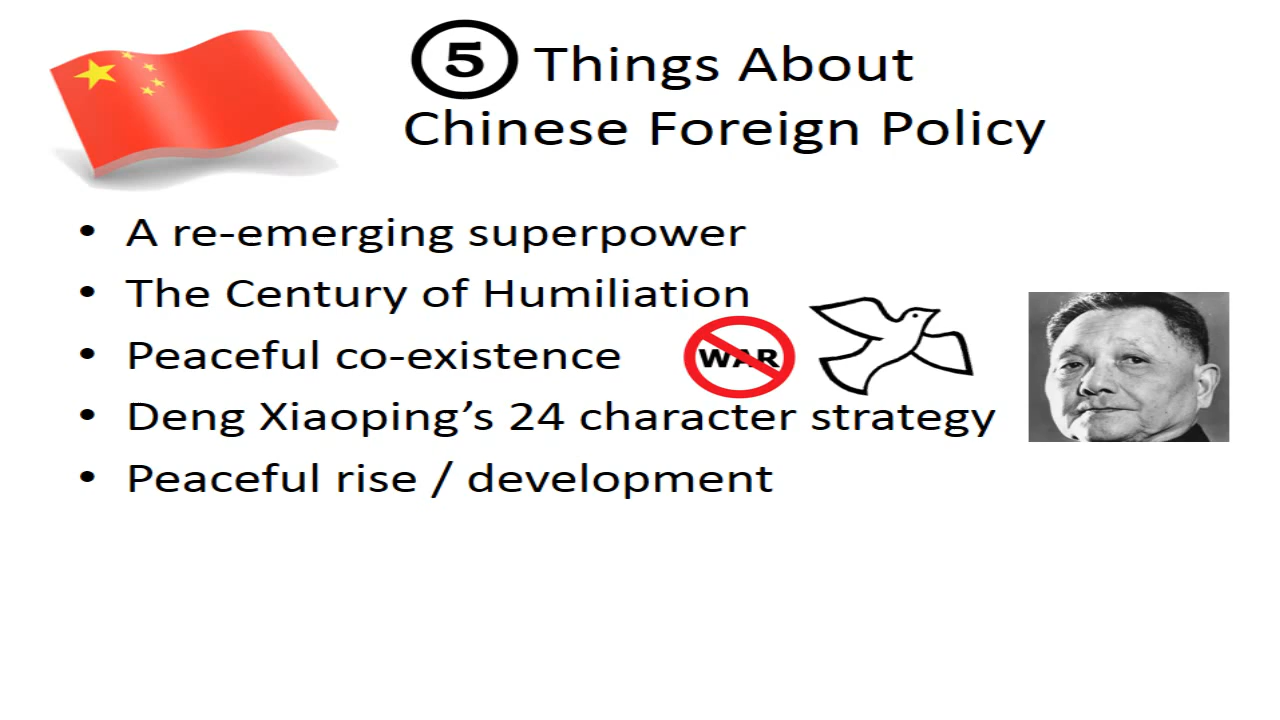 5 Things About
Chinese Foreign Policy
• A re-emerging superpower
• The Century of Humiliation
• Peaceful co-existence
WAR
• Deng Xiaoping’s 24 character strategy
• Peaceful rise / development